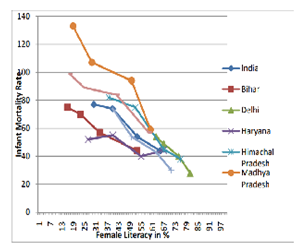 140
120
100
80
60
40
20
0
Infant Mortality Rate
1 7 13 19 25 31 37 43 49 55 61 67 73 79 85 91 97
Female Literacy in %
India
Bihar
Delhi
Haryana
Himachal
Pradesh
Madhya
Pradesh